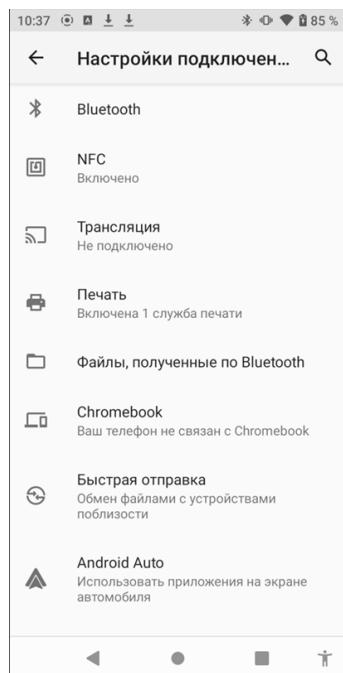 10:37 85 %
Настройки подключен...
Bluetooth
NFC
Включено
Трансляция
Не подключено
Печать
Включена 1 служба печати
Файлы, полученные по Bluetooth
Chromebook
Ваш телефон не связан с Chromebook
Быстрая отправка
Обмен файлами с устройствами
поблизости
Android Auto
Использовать приложения на экране
автомобиля